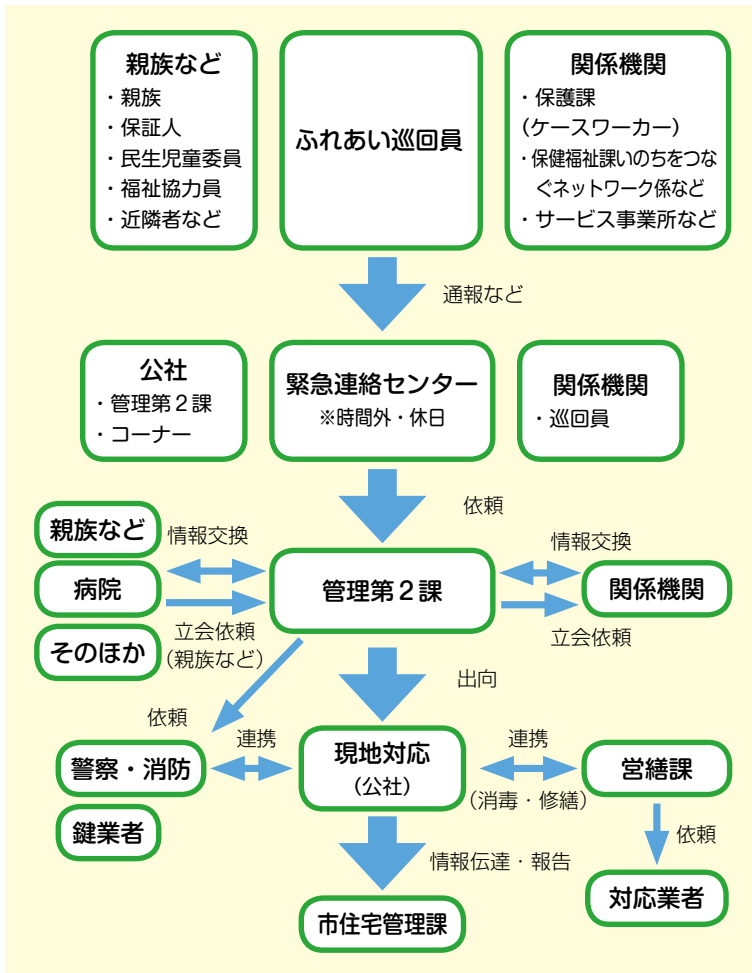 親族など
・親族
・保証人
・民生児童委員
・福祉協力員
・近隣者など
ふれあい巡回員
関係機関
・保護課
(ケースワーカー)
・保健福祉課いのちをつな
ぐネットワーク係など
・サービス事業所など
通報など
公社
・管理第2課
・コーナー
緊急連絡センター
※時間外・休日
関係機関
・巡回員
依頼
親族など
病院
そのほか
情報交換
立会依頼
(親族など)
管理第2課
情報交換
立会依頼
関係機関
出向
依頼
警察・消防
鍵業者
連携
現地対応
(公社)
連携
(消毒・修繕)
営繕課
依頼
対応業者
情報伝達・報告
市住宅管理課